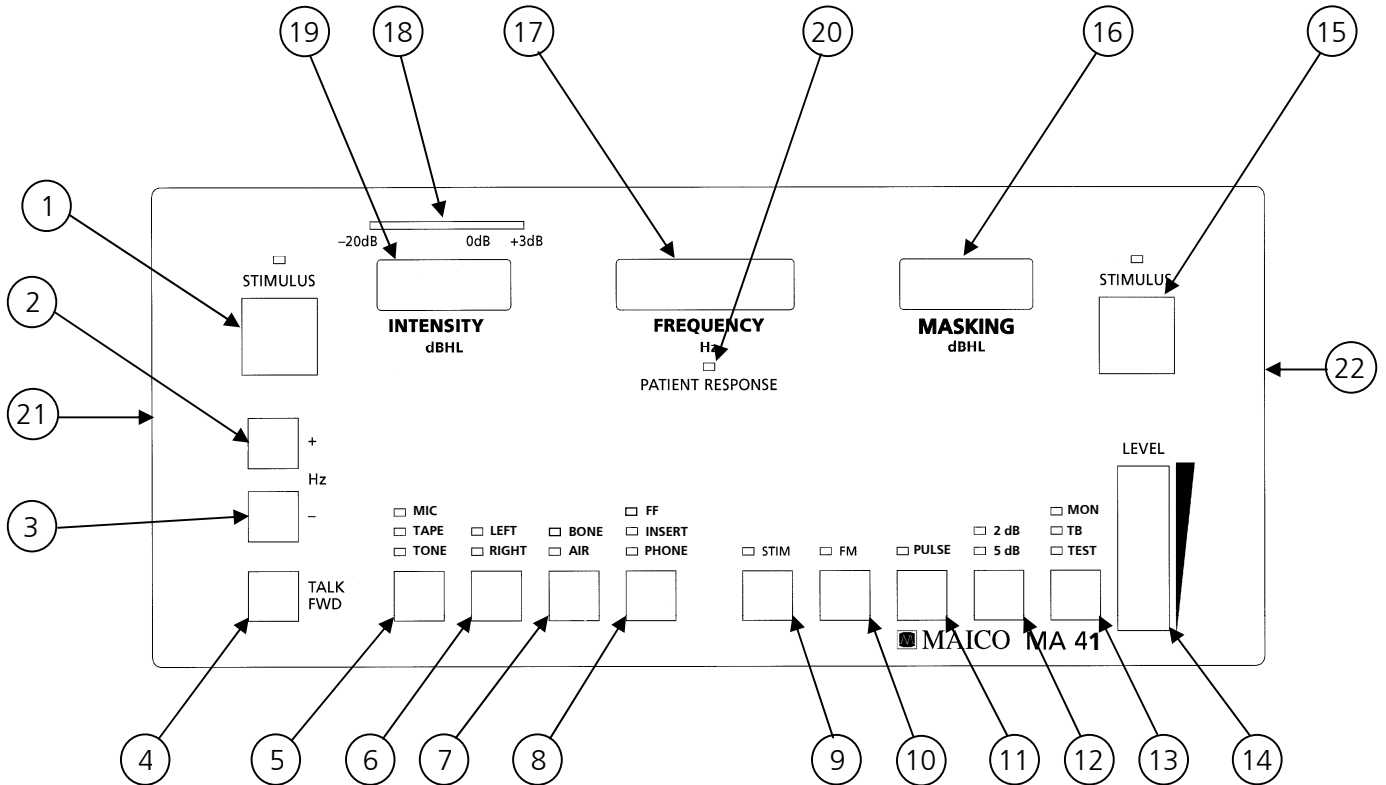 19 18 17 20 16 15
1
−20dB 0dB +3dB
STIMULUS STIMULUS
2
INTENSITY FREQUENCY MASKING
dBHL Hz dBHL
22
PATIENT RESPONSE
21
+
LEVEL
Hz
3
−
MIC FF MON
TAPE LEFT BONE INSERT 2 dB TB
TONE RIGHT AIR PHONE STIM FM PULSE 5 dB TEST
TALK
FWD
MAICO MA 41
4 5 6 7 8 9 10 11 12 13 14